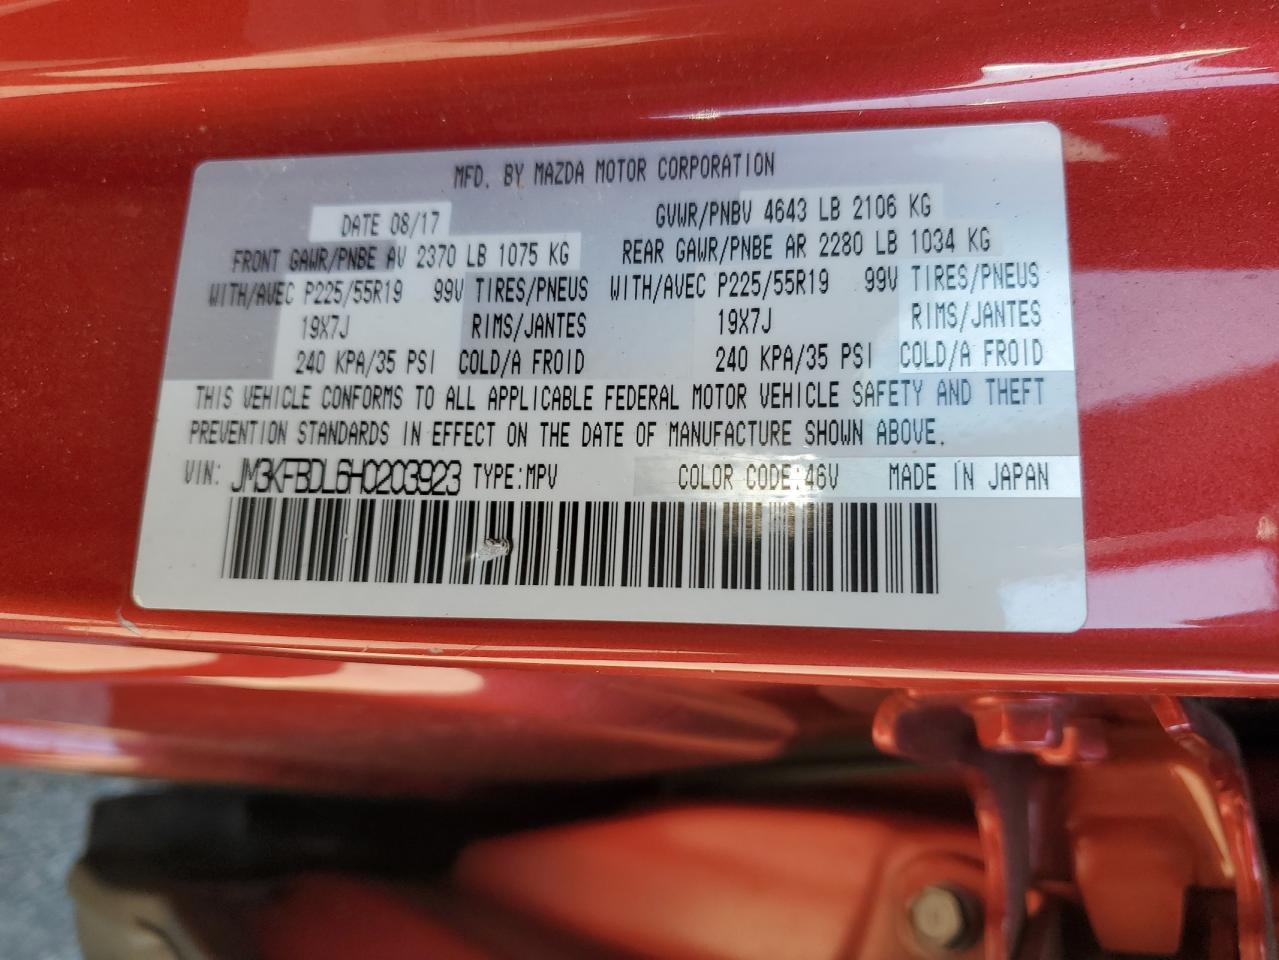 MFD. BY MAZDA MOTOR CORPORATION
DATE 08/17 GVWR/PNBV 4643 LB 2106 KG
FRONT GAWR/PNBE AV 2370 LB 1075 KG REAR GAWR/PNBE AR 2280 LB 1034 KG
WITH/AVEC P225/55R19 99V TIRES/PNEUS WITH/AVEC P225/55R19 99V TIRES/PNEUS
19X7J RIMS/JANTES 19X7J RIMS/JANTES
240 KPA/35 PSI COLD/A FROID 240 KPA/35 PSI COLD/A FROID
THIS VEHICLE CONFORMS TO ALL APPLICABLE FEDERAL MOTOR VEHICLE SAFETY AND THEFT
PREVENTION STANDARDS IN EFFECT ON THE DATE OF MANUFACTURE SHOWN ABOVE.
VIN: JM3KFBDL6H0203923 TYPE:MPV COLOR CODE:46V MADE IN JAPAN